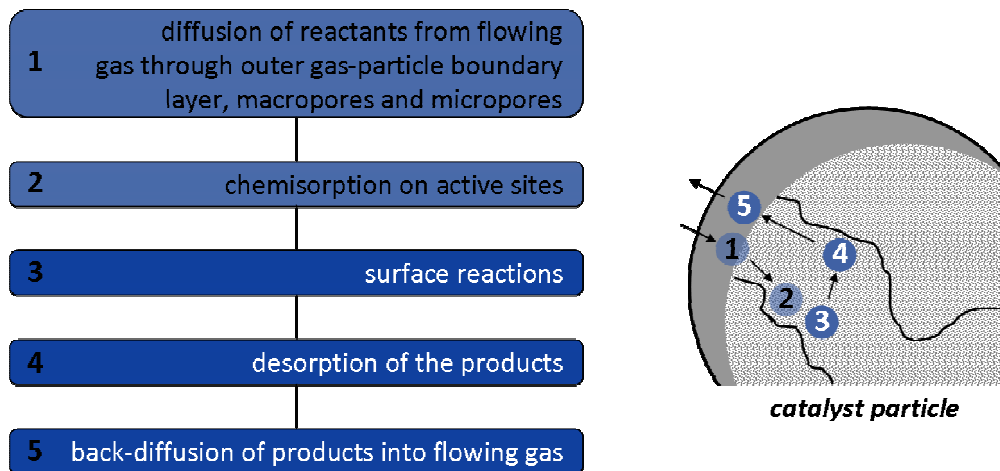 1
diffusion of reactants from flowing
gas through outer gas-particle boundary
layer, macropores and micropores
2
chemisorption on active sites
3
surface reactions
4
desorption of the products
5
back-diffusion of products into flowing gas
5
1
4
2
3
catalyst particle